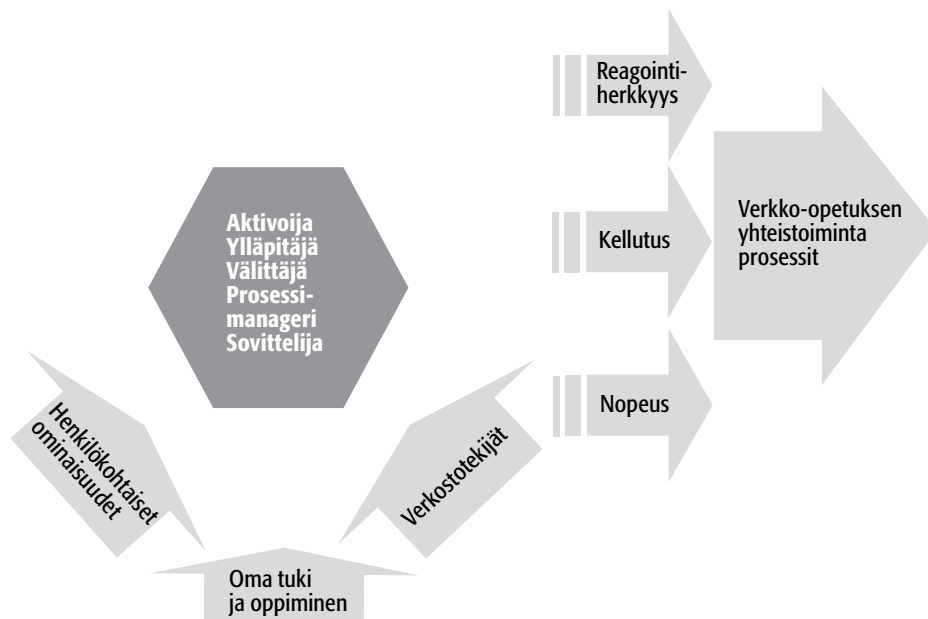 Reagointi-
herkkyys
Aktivoija
Ylläpitäjä
Välittäjä
Prosessi-
manageri
Sovittelija
Kellutus
Verkko-opetuksen
yhteistoiminta
prosessit
Nopeus
Henkilökohtaiset
ominaisuudet
Verkostotekijät
Oma tuki
ja oppiminen